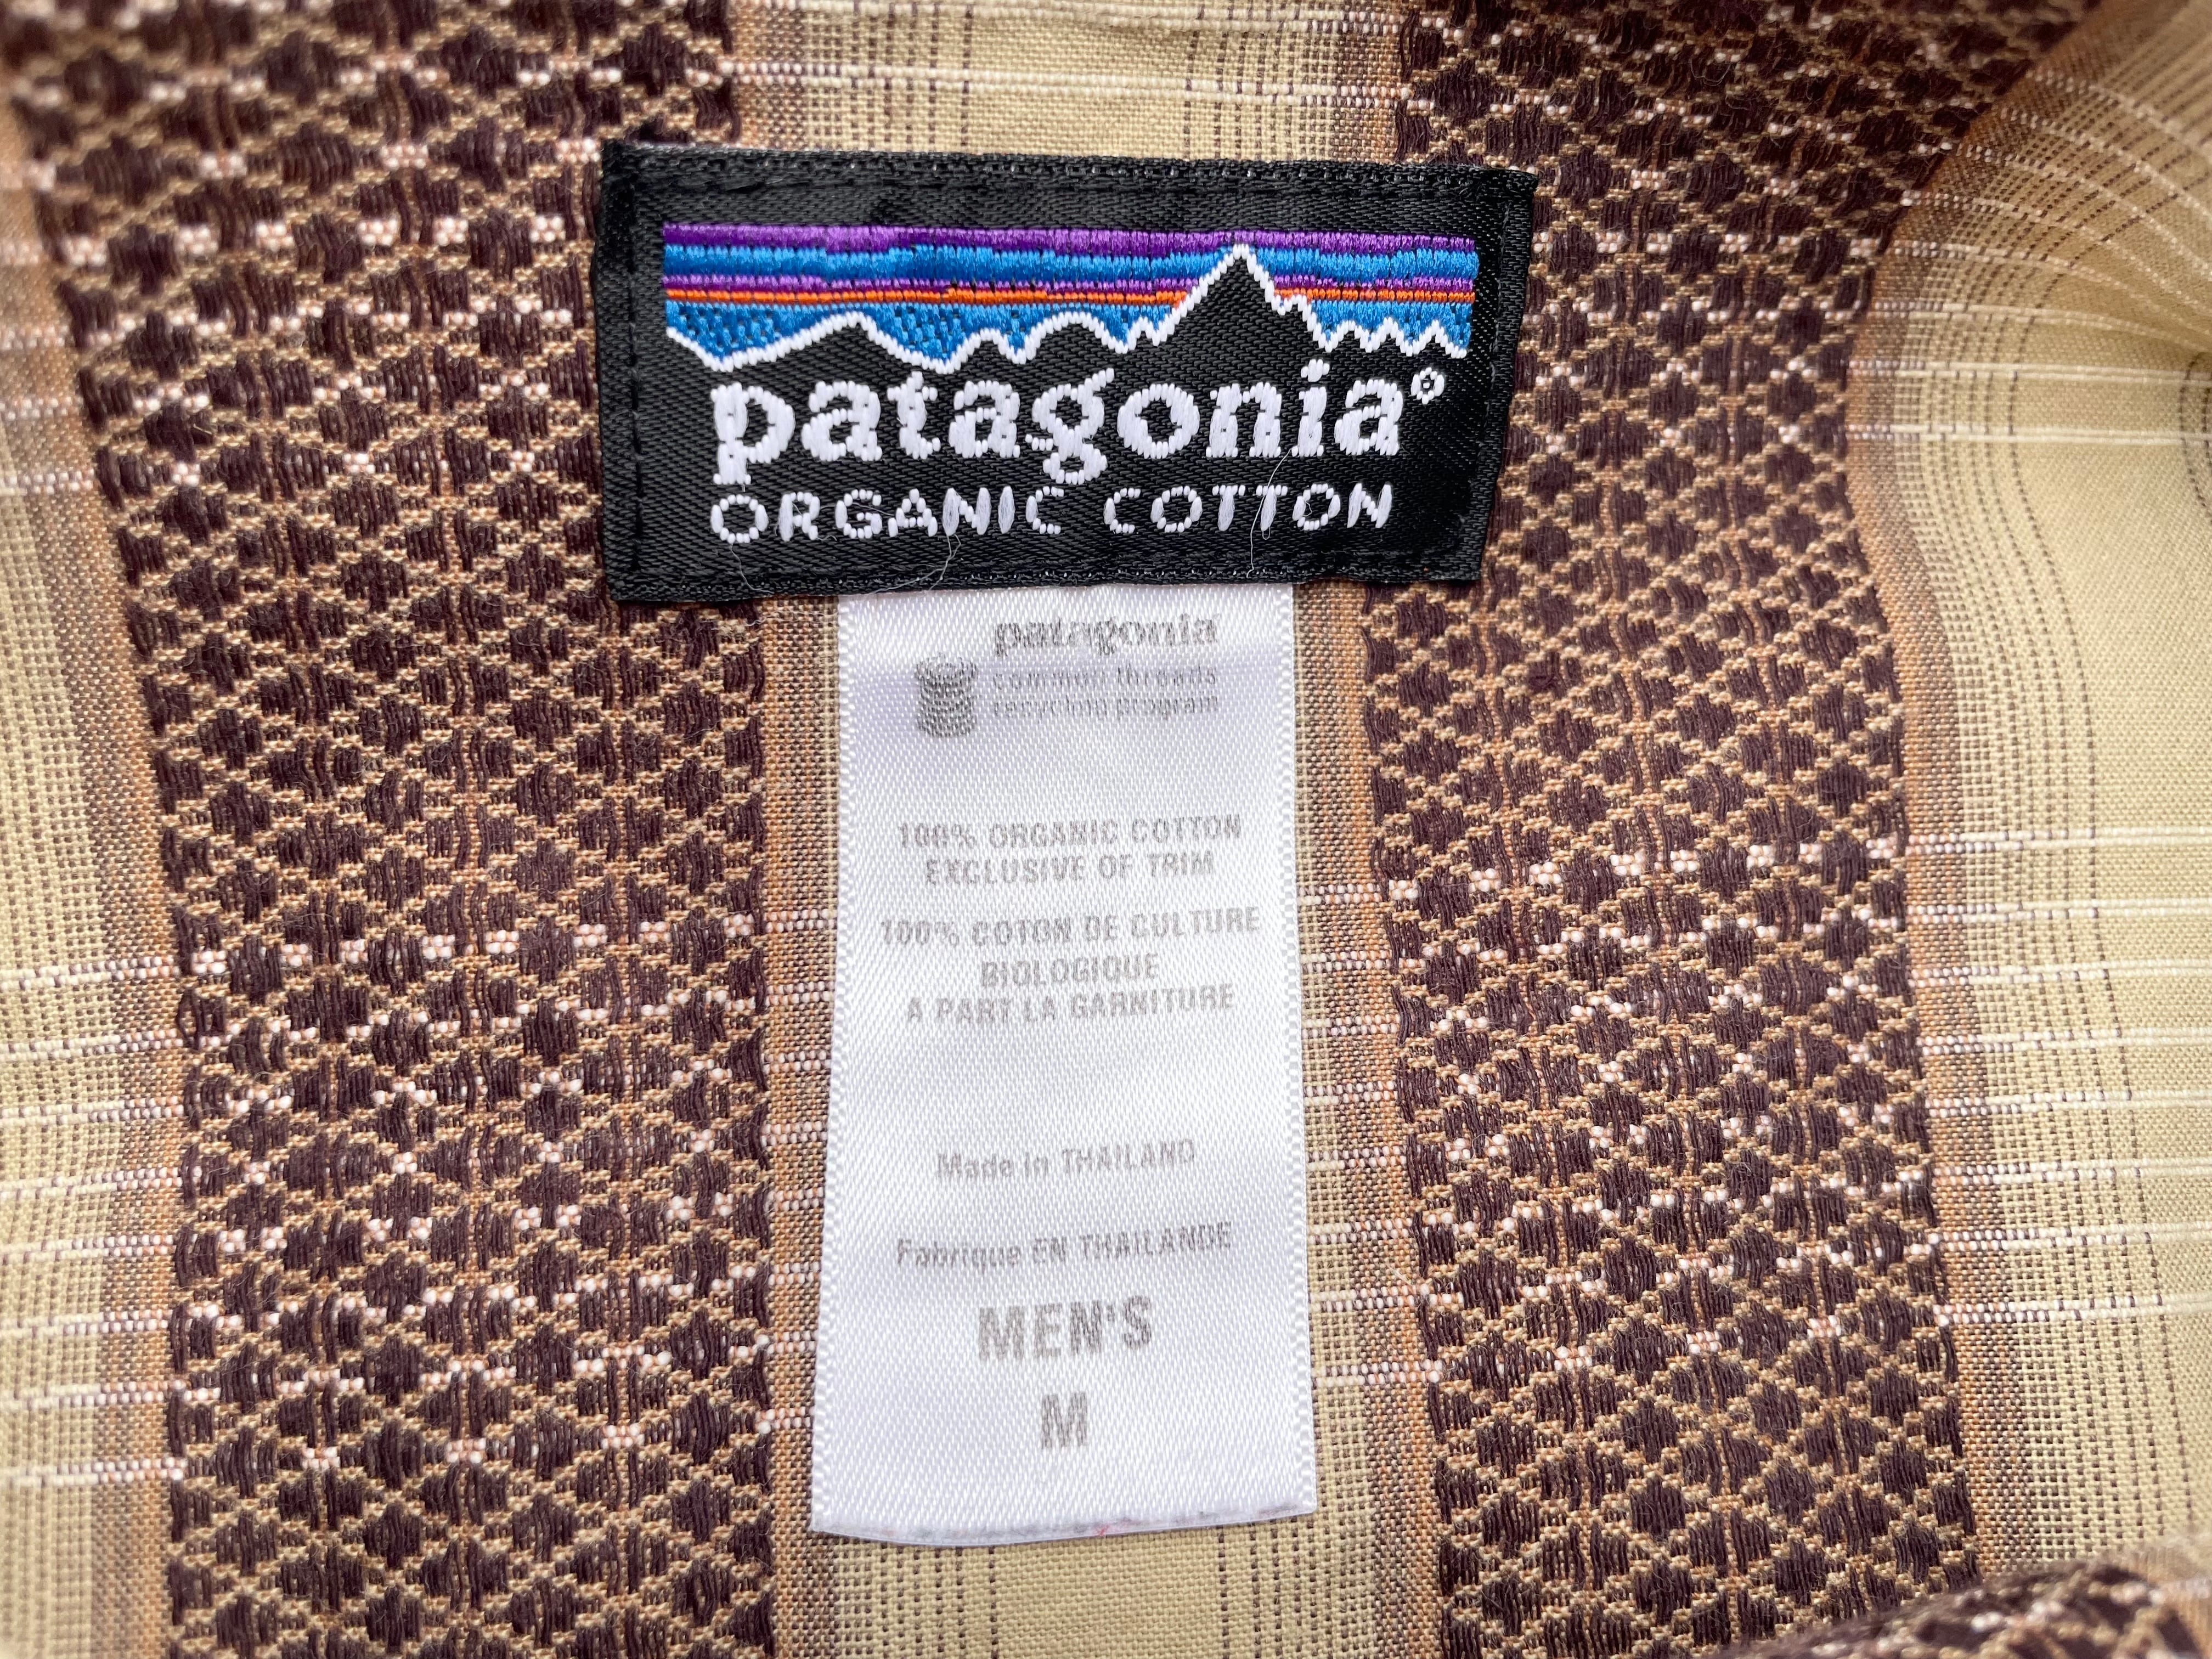 patagonia®
ORGANIC COTTON
patagonia
common threads
recycling program
100% ORGANIC COTTON
EXCLUSIVE OF TRIM
100% COTON DE CULTURE
BIOLOGIQUE
A PART LA GARNITURE
Made in THAILAND
Fabrique EN THAILANDE
MEN'S
M